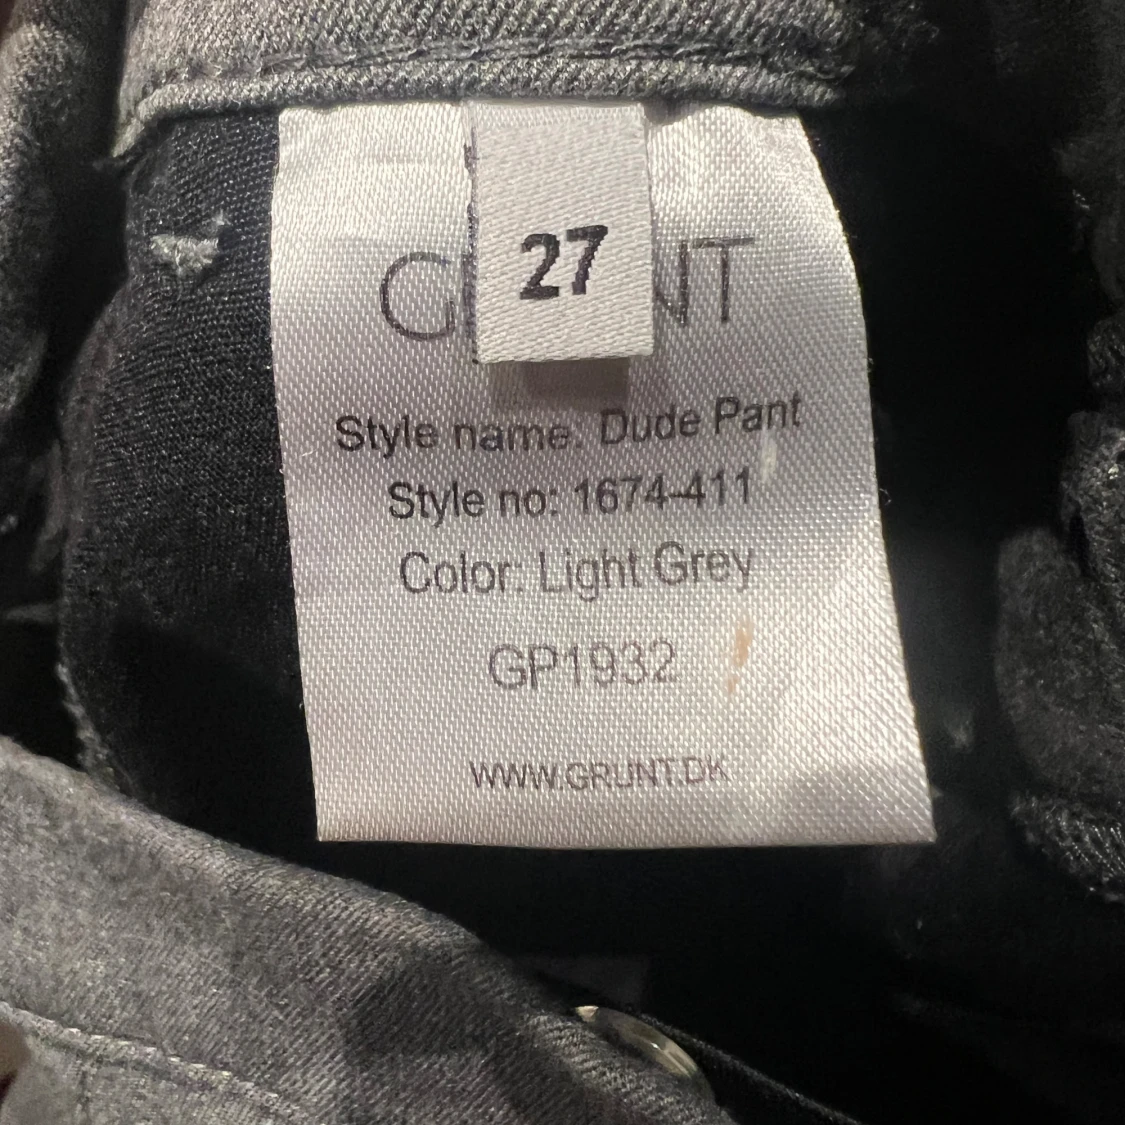 27
Style name: Dude Pant
Style no: 1674-411
Color: Light Grey
GP1932
WWW.GRUNT.DK